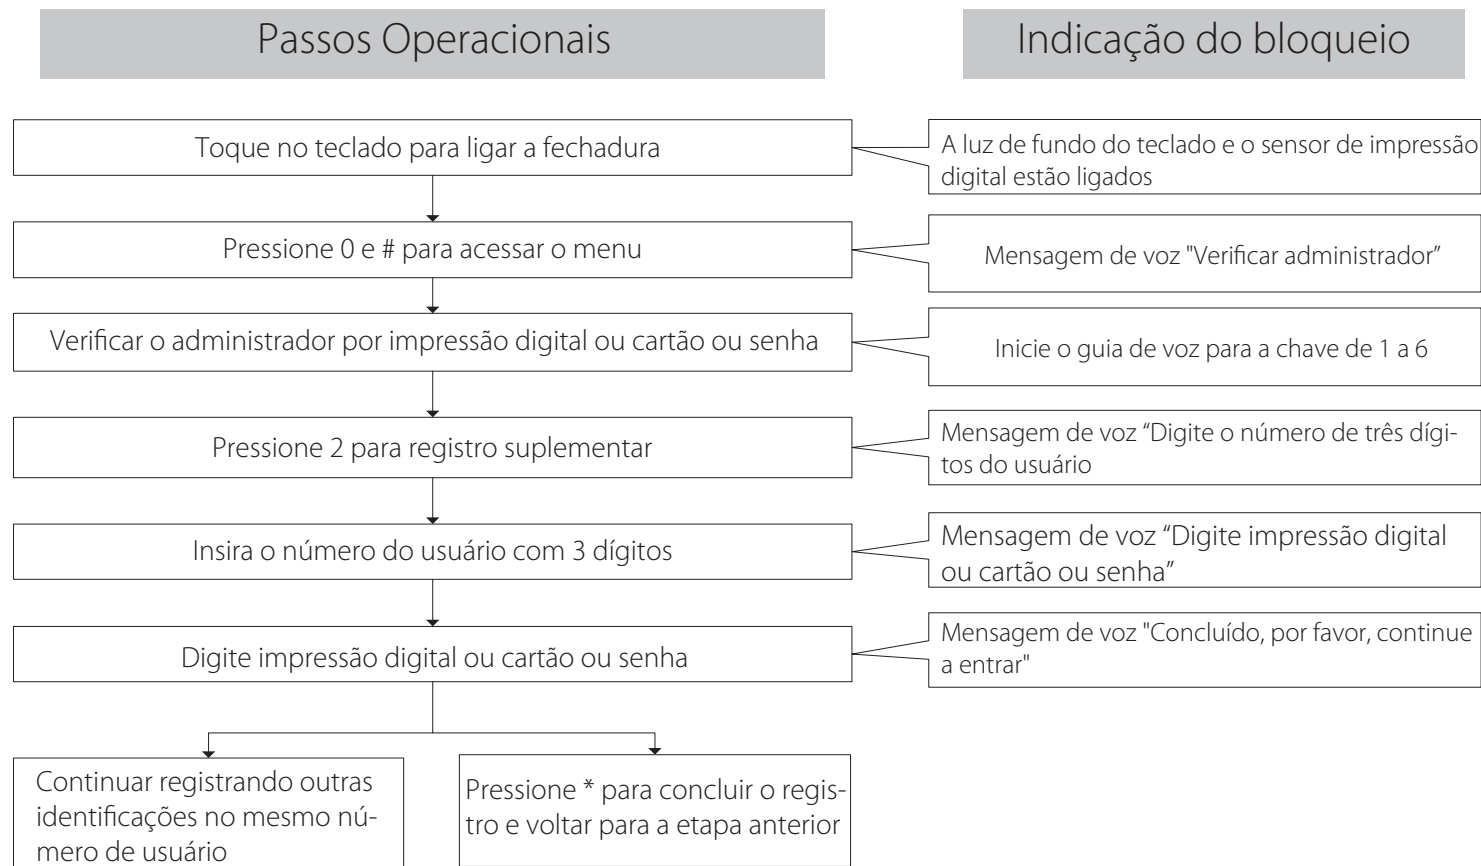 Passos Operacionais
Indicação do bloqueio
Toque no teclado para ligar a fechadura
A luz de fundo do teclado e o sensor de impressão
digital estão ligados
Pressione 0 e # para acessar o menu
Mensagem de voz "Verificar administrador”
Verificar o administrador por impressão digital ou cartão ou senha
Inicie o guia de voz para a chave de 1 a 6
Pressione 2 para registro suplementar
Mensagem de voz “Digite o número de três dígi-
tos do usuário
Insira o número do usuário com 3 dígitos
Mensagem de voz “Digite impressão digital
ou cartão ou senha”
Digite impressão digital ou cartão ou senha
Mensagem de voz "Concluído, por favor, continue
a entrar"
Continuar registrando outras
identificações no mesmo nú-
mero de usuário
Pressione * para concluir o regis-
tro e voltar para a etapa anterior